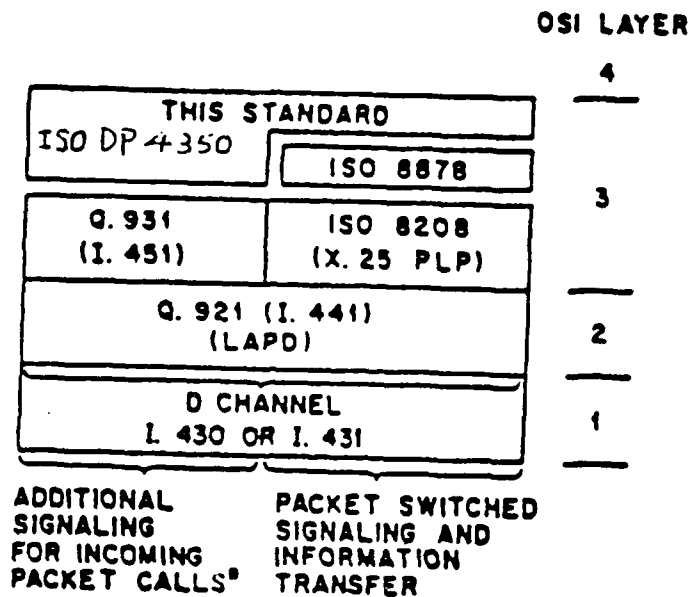 OSI LAYER
4
THIS STANDARD
ISO DP 4350
ISO 8878
3
Q. 931
(I. 451)
ISO 8208
(X. 25 PLP)
Q. 921 (I. 441)
(LAPD)
2
D CHANNEL
I. 430 OR I. 431
1
ADDITIONAL
SIGNALING
FOR INCOMING
PACKET CALLS*
PACKET SWITCHED
SIGNALING AND
INFORMATION
TRANSFER